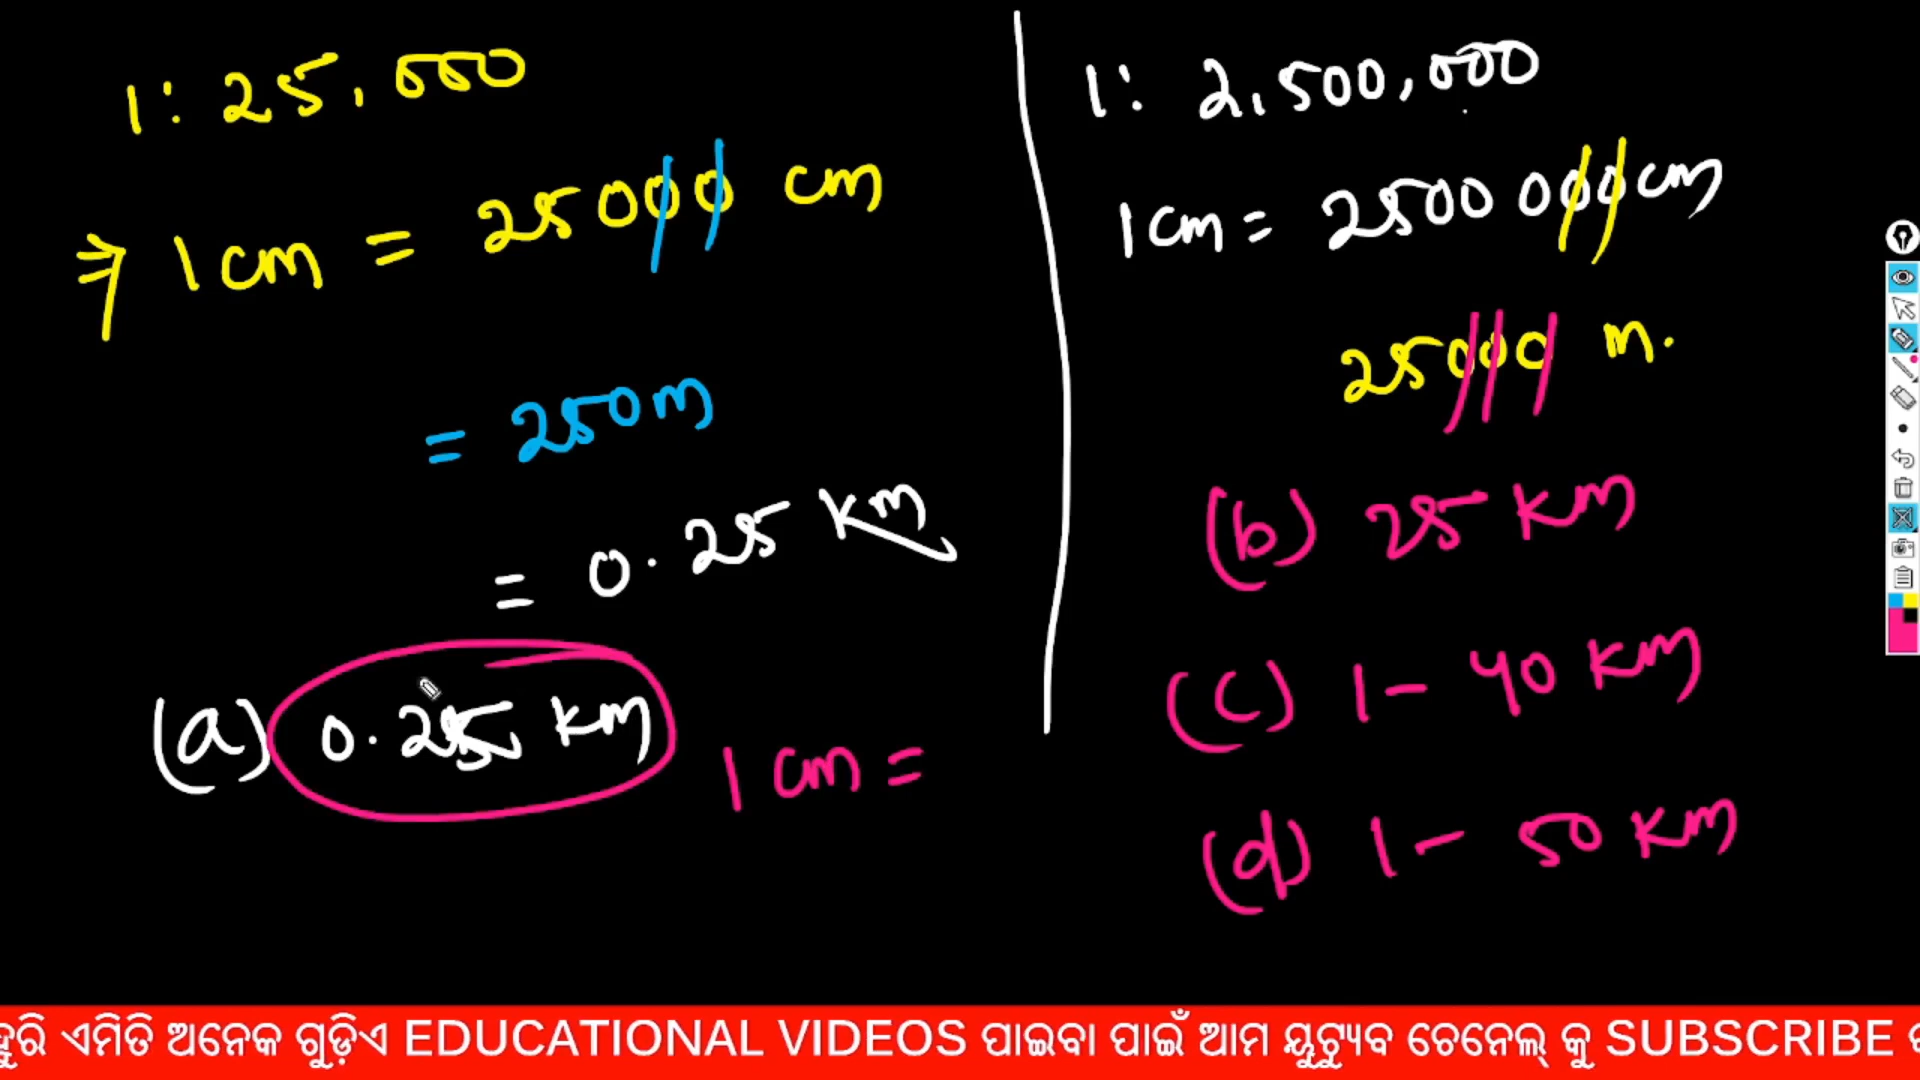 1: 25,000
⇒ 1 cm = 25000 cm
= 250 m
= 0.25 km
(a) 0.25 km
1 cm =
1: 2,500,000
1 cm = 2500 000 cm
25000 m.
(b) 25 km
(c) 1 - 40 km
(d) 1 - 50 km
ଏମିତି ଅନେକ ଗୁଡ଼ିଏ EDUCATIONAL VIDEOS ପାଇବା ପାଇଁ ଆମ ୟୁଟ୍ୟୁବ ଚେନେଲ୍ କୁ SUBSCRIBE